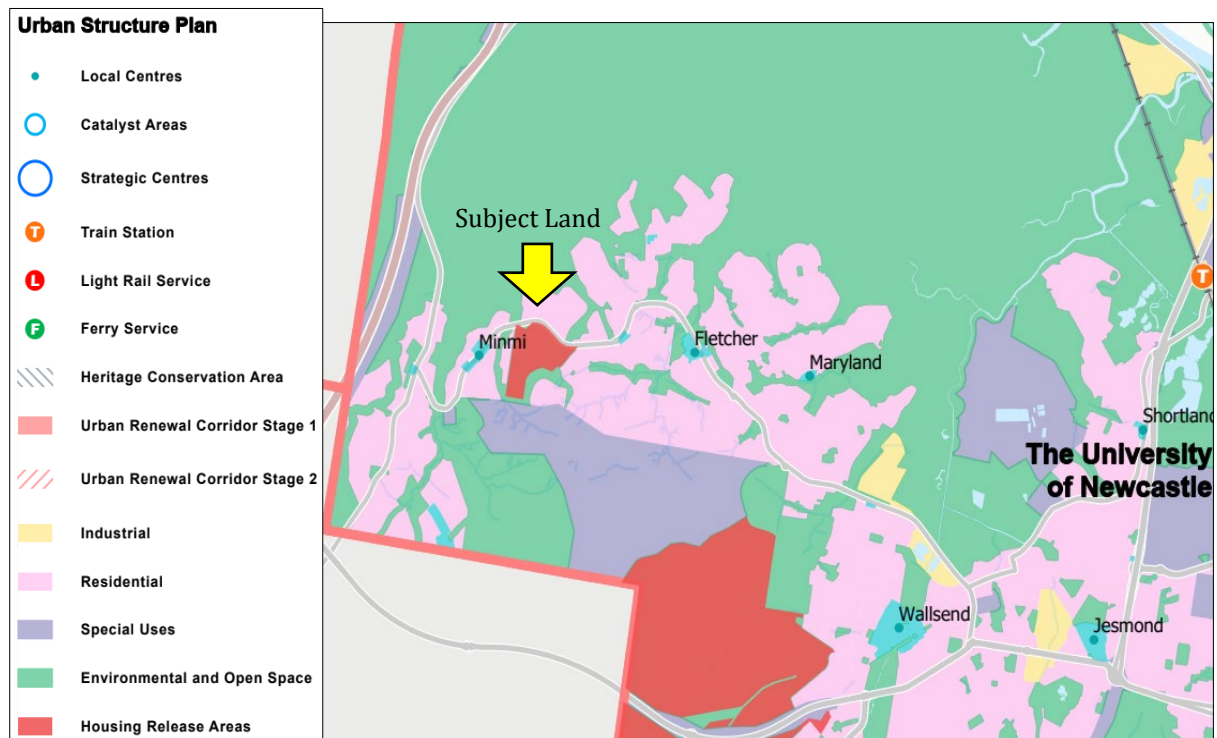 Urban Structure Plan
Local Centres
Catalyst Areas
Strategic Centres
T
Train Station
L
Light Rail Service
F
Ferry Service
Heritage Conservation Area
Urban Renewal Corridor Stage 1
Urban Renewal Corridor Stage 2
Industrial
Residential
Special Uses
Environmental and Open Space
Housing Release Areas
Subject Land
T
Minmi
Fletcher
Maryland
Shortland
The University
of Newcastle
Wallsend
Jesmond